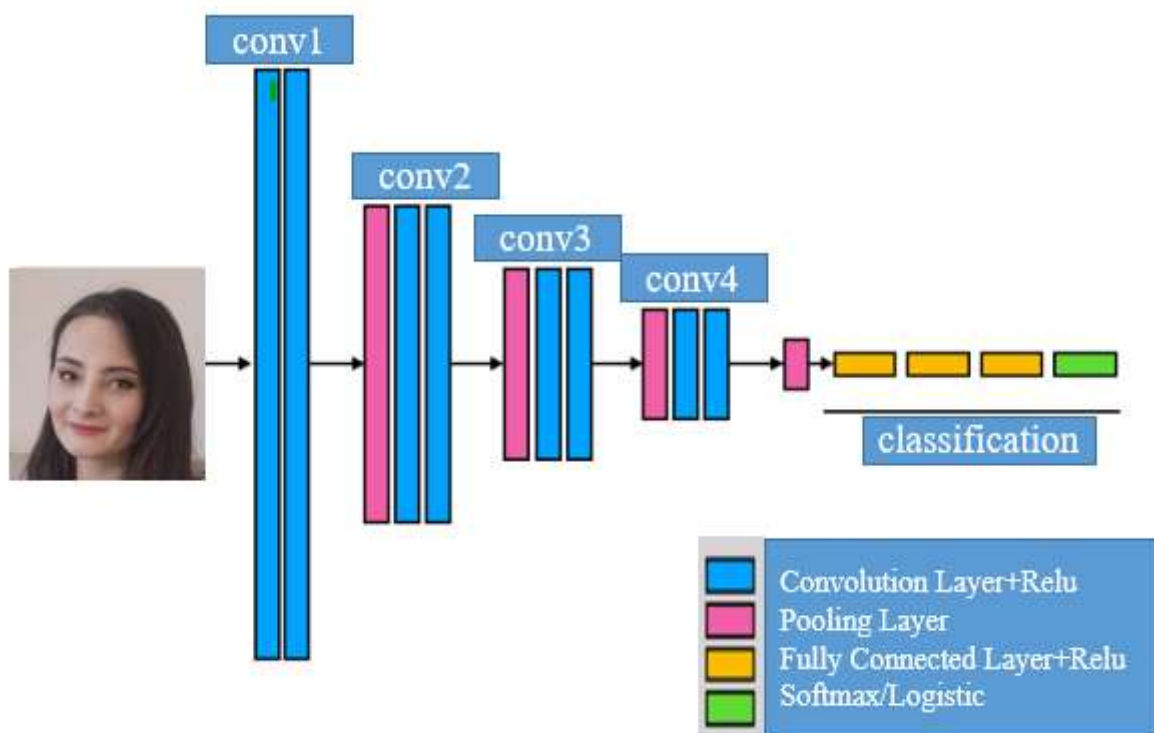 conv1
conv2
conv3
conv4
classification
Convolution Layer+Relu
Pooling Layer
Fully Connected Layer+Relu
Softmax/Logistic